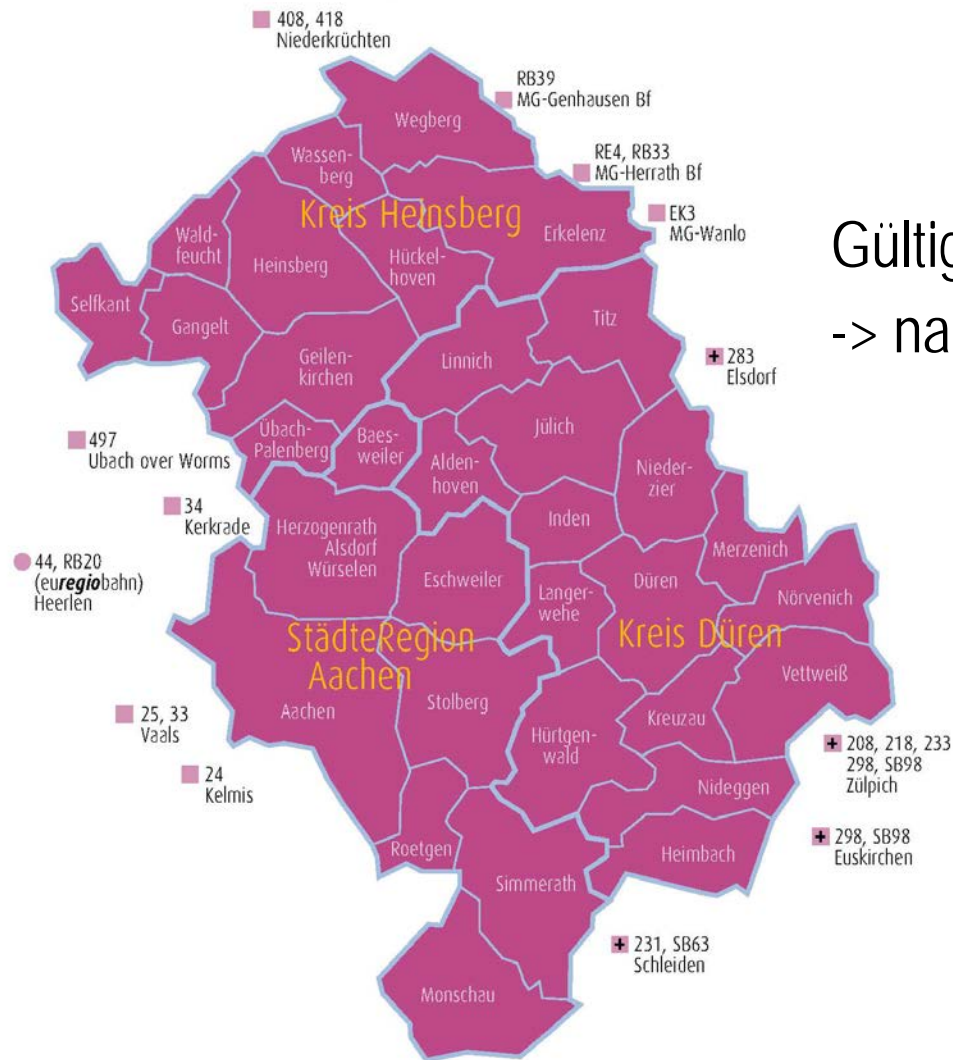 408, 418
Niederkrüchten
RB39
MG-Genhausen Bf
Wegberg
RE4, RB33
MG-Herrath Bf
Wassen-
berg
EK3
MG-Wanlo
Kreis Heinsberg
Wald-
feucht
Heinsberg
Hückel-
hoven
Erkelenz
Selfkant
Gangelt
Titz
Geilen-
kirchen
Linnich
283
Elsdorf
Übach-
Palenberg
Baes-
weiler
Jülich
497
Ubach over Worms
Alden-
hoven
Nieder-
zier
34
Kerkrade
Herzogenrath
Alsdorf
Würselen
Inden
Merzenich
44, RB20
(euregiobahn)
Heerlen
Eschweiler
Langer-
wehe
Düren
Nörvenich
StädteRegion
Aachen
Kreis Düren
Vettweiß
Aachen
Stolberg
Kreuzau
25, 33
Vaals
Hürtgen-
wald
208, 218, 233
298, SB98
Zülpich
24
Kelmis
Nideggen
298, SB98
Euskirchen
Roetgen
Heimbach
Simmerath
231, SB63
Schleiden
Monschau
Gültig
-> na